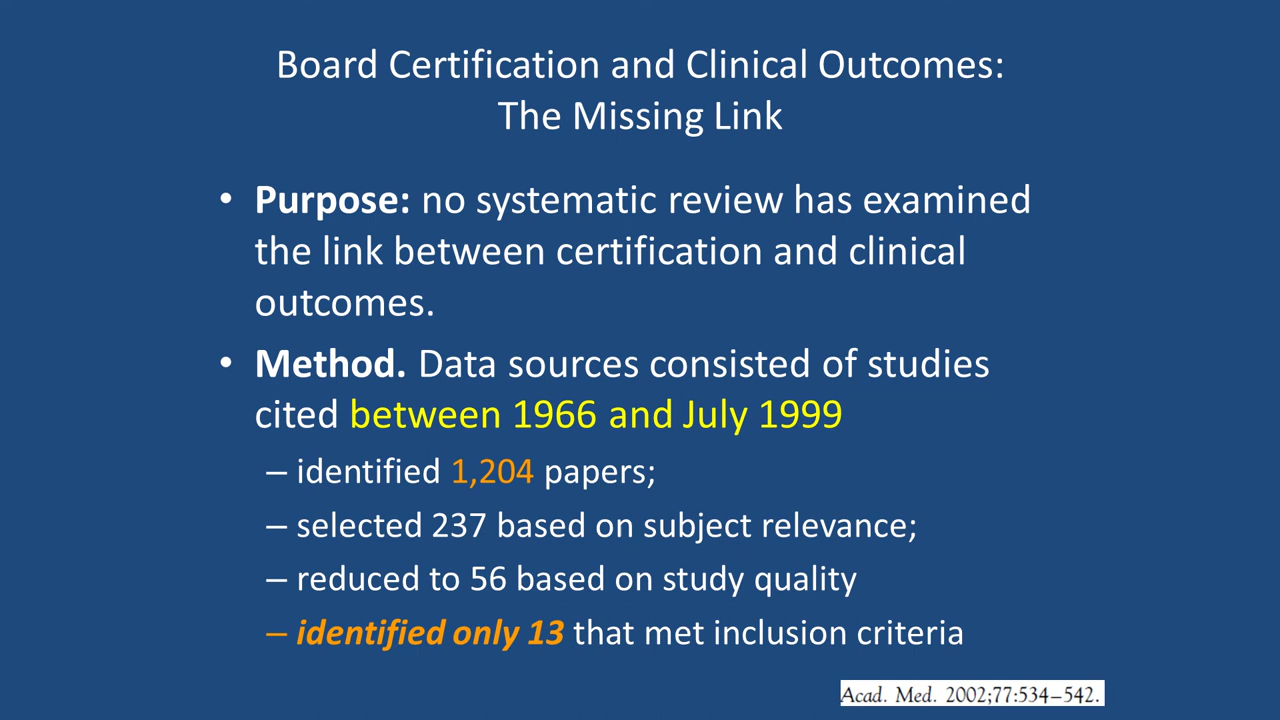 Board Certification and Clinical Outcomes:
The Missing Link
• Purpose: no systematic review has examined
the link between certification and clinical
outcomes.
• Method. Data sources consisted of studies
cited between 1966 and July 1999
– identified 1,204 papers;
– selected 237 based on subject relevance;
– reduced to 56 based on study quality
– identified only 13 that met inclusion criteria
Acad. Med. 2002;77:534–542.